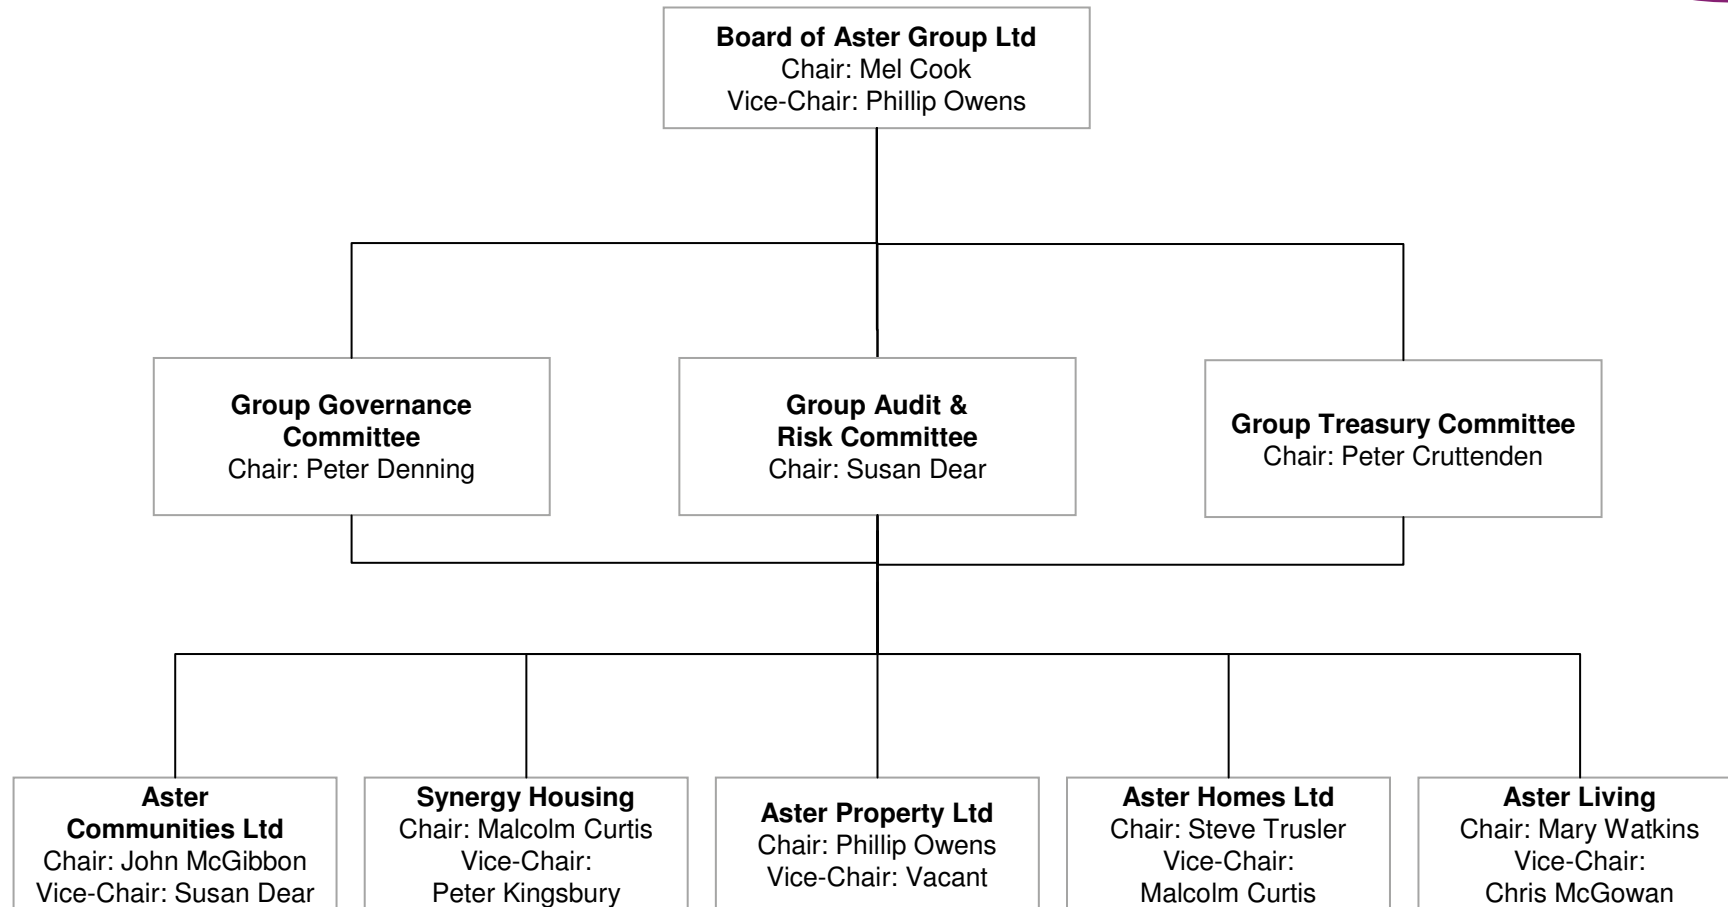 Board of Aster Group Ltd
Chair: Mel Cook
Vice-Chair: Phillip Owens
Group Governance
Committee
Chair: Peter Denning
Group Audit &
Risk Committee
Chair: Susan Dear
Group Treasury Committee
Chair: Peter Cruttenden
Aster
Communities Ltd
Chair: John McGibbon
Vice-Chair: Susan Dear
Synergy Housing
Chair: Malcolm Curtis
Vice-Chair:
Peter Kingsbury
Aster Property Ltd
Chair: Phillip Owens
Vice-Chair: Vacant
Aster Homes Ltd
Chair: Steve Trusler
Vice-Chair:
Malcolm Curtis
Aster Living
Chair: Mary Watkins
Vice-Chair:
Chris McGowan